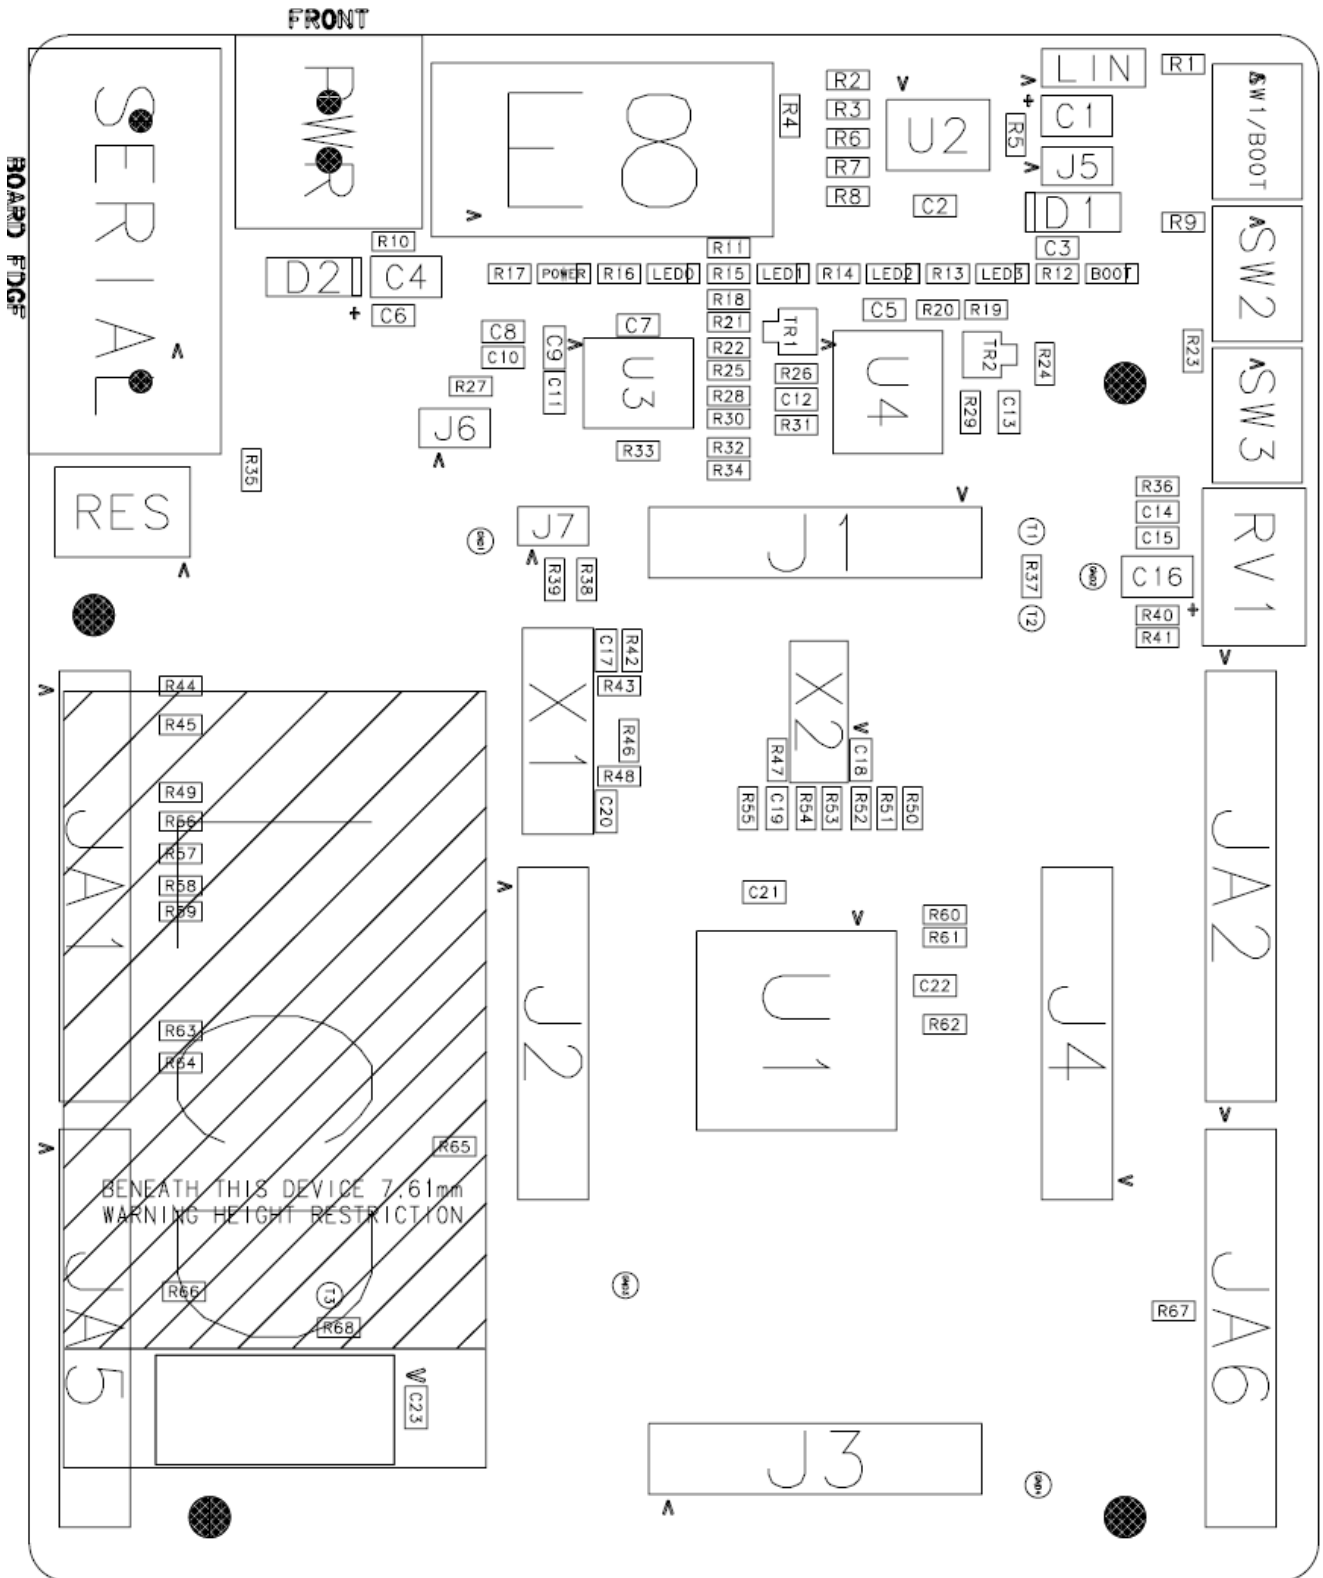 FRONT
BOARD EDGE
SERIAL
PWR
E8
R4
R2
R3
R6
R7
R8
U2
C2
R5
LIN
C1
J5
D1
C3
R1
SW1/BOOT
R9
SW2
R23
SW3
R10
D2
C4
C6
R11
R17
POWER
R16
LED0
R15
LED1
R14
LED2
R13
LED3
R12
BOOT
R18
R21
R22
R25
R28
R30
R32
R34
C8
C10
C9
C11
C7
U3
R33
R27
J6
TR1
R26
C12
R31
C5
R20
R19
U4
TR2
R24
R29
C13
R35
RES
GND1
J7
R39
R38
J1
T1
R37
T2
GND2
R36
C14
C15
C16
R40
R41
RV1
R44
R45
R49
R56
R57
R58
R59
R63
R64
R65
JA1
X1
C17
R42
R43
R46
R48
C20
X2
R47
C18
R55
C19
R54
R53
R52
R51
R50
C21
R60
R61
C22
R62
U1
J2
J4
JA2
LCD
BENEATH THIS DEVICE 7.61mm
WARNING HEIGHT RESTRICTION
R66
T3
R68
JA5
C23
GND3
J3
GND4
R67
JA6